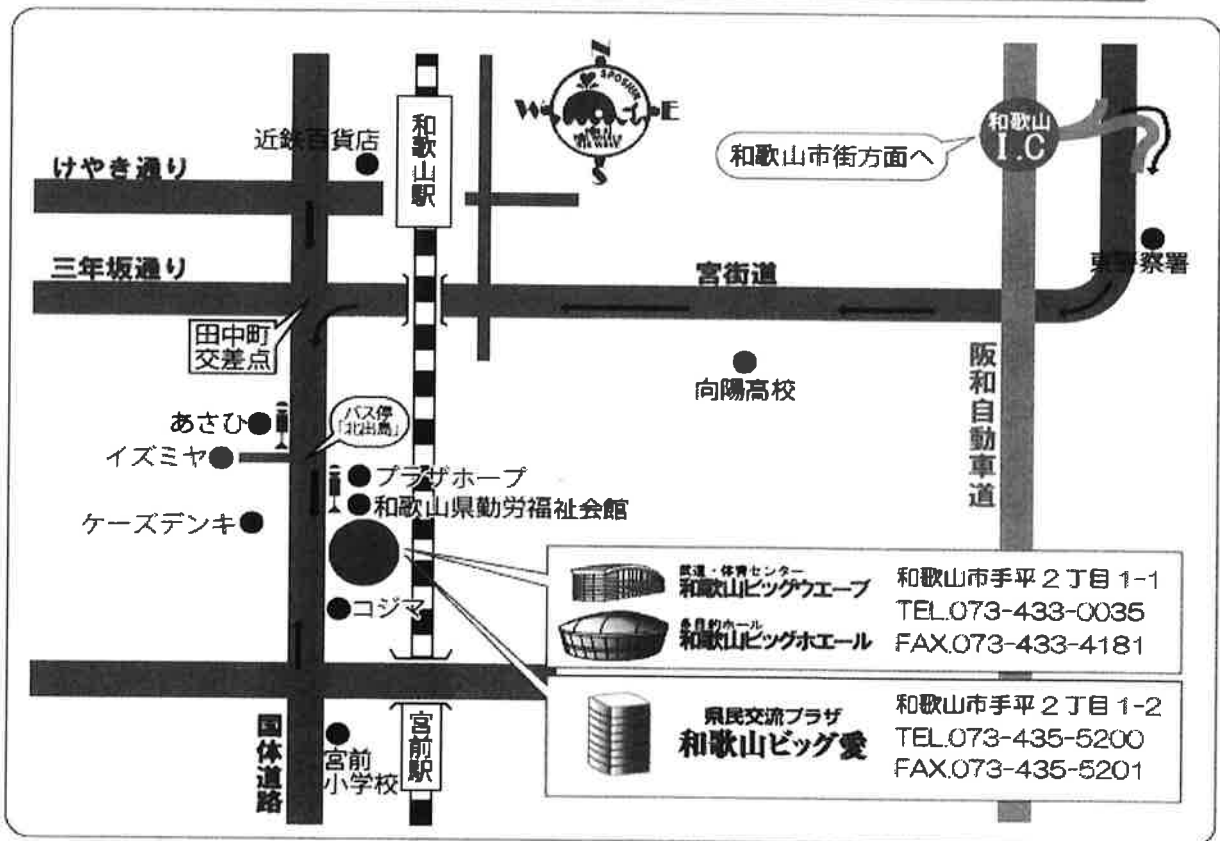 N
W
E
S
SPOSHIN
近鉄百貨店
和歌山駅
けやき通り
和歌山市街方面へ
和歌山
I.C
三年坂通り
宮街道
田中町
交差点
向陽高校
阪和自動車道
あさひ
バス停
「北出島」
イズミヤ
プラザホープ
和歌山県勤労福祉会館
ケーズデンキ
コジマ
武道・体育センター
和歌山ビッグウエーブ
多目的ホール
和歌山ビッグホエール
和歌山市手平2丁目1-1
TEL.073-433-0035
FAX.073-433-4181
県民交流プラザ
和歌山ビッグ愛
和歌山市手平2丁目1-2
TEL.073-435-5200
FAX.073-435-5201
国体道路
宮前
小学校
宮前駅